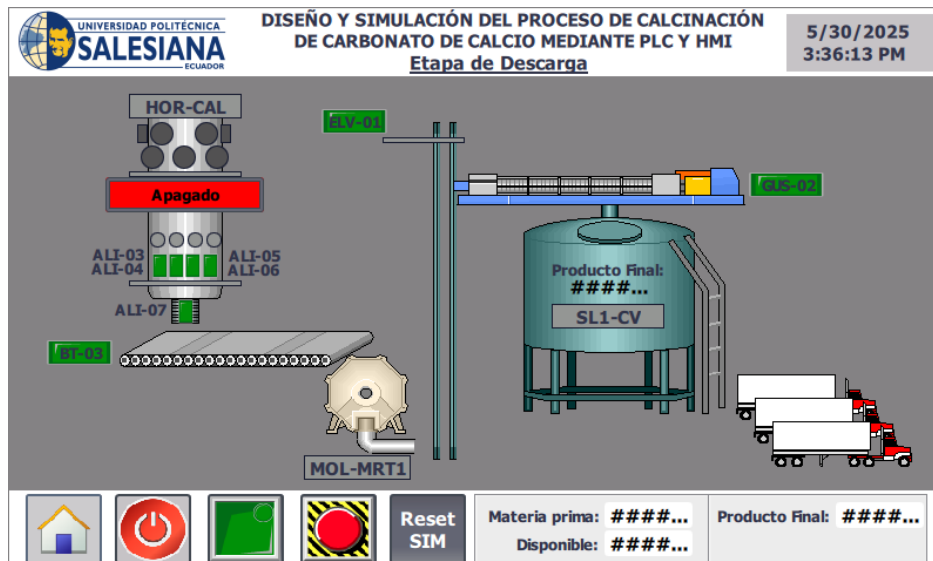 UNIVERSIDAD POLITÉCNICA
SALESIANA
ECUADOR
DISEÑO Y SIMULACIÓN DEL PROCESO DE CALCINACIÓN
DE CARBONATO DE CALCIO MEDIANTE PLC Y HMI
Etapa de Descarga
5/30/2025
3:36:13 PM
HOR-CAL
ELV-01
Apagado
GUS-02
ALI-03
ALI-04
ALI-05
ALI-06
Producto Final:
####...
SL1-CV
ALI-07
BT-03
MOL-MRT1
Reset
SIM
Materia prima: ####...
Disponible: ####...
Producto Final: ####...